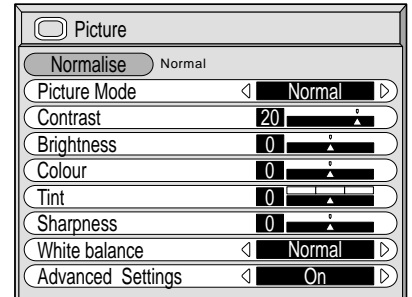 Picture
Normalise Normal
Picture Mode Normal
Contrast 20
Brightness 0
Colour 0
Tint 0
Sharpness 0
White balance Normal
Advanced Settings On